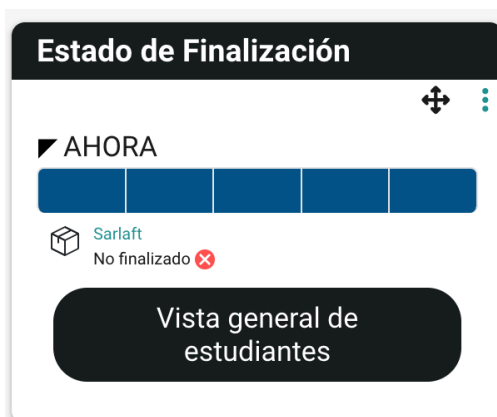 Estado de Finalización
AHORA
Sarlaft
No finalizado
Vista general de
estudiantes